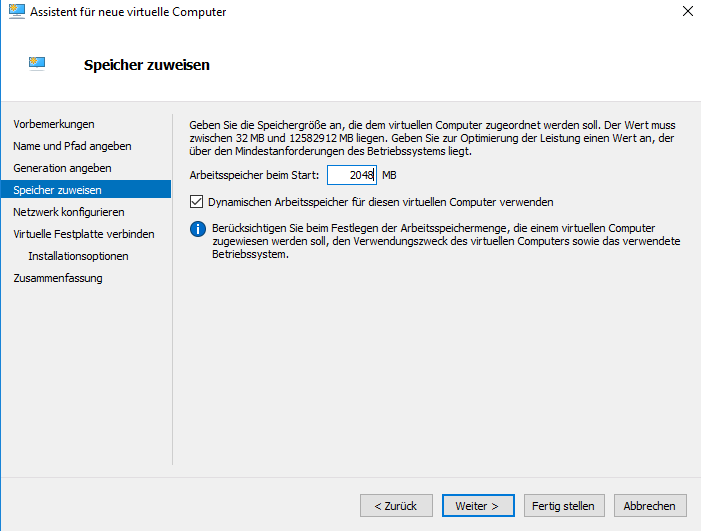 Assistent für neue virtuelle Computer
Speicher zuweisen
Vorbemerkungen
Name und Pfad angeben
Generation angeben
Speicher zuweisen
Netzwerk konfigurieren
Virtuelle Festplatte verbinden
Installationsoptionen
Zusammenfassung
Geben Sie die Speichergröße an, die dem virtuellen Computer zugeordnet werden soll. Der Wert muss
zwischen 32 MB und 12582912 MB liegen. Geben Sie zur Optimierung der Leistung einen Wert an, der
über den Mindestanforderungen des Betriebssystems liegt.
Arbeitsspeicher beim Start: 2048 MB
Dynamischen Arbeitsspeicher für diesen virtuellen Computer verwenden
Berücksichtigen Sie beim Festlegen der Arbeitsspeichermenge, die einem virtuellen Computer
zugewiesen werden soll, den Verwendungszweck des virtuellen Computers sowie das verwendete
Betriebssystem.
< Zurück Weiter > Fertig stellen Abbrechen